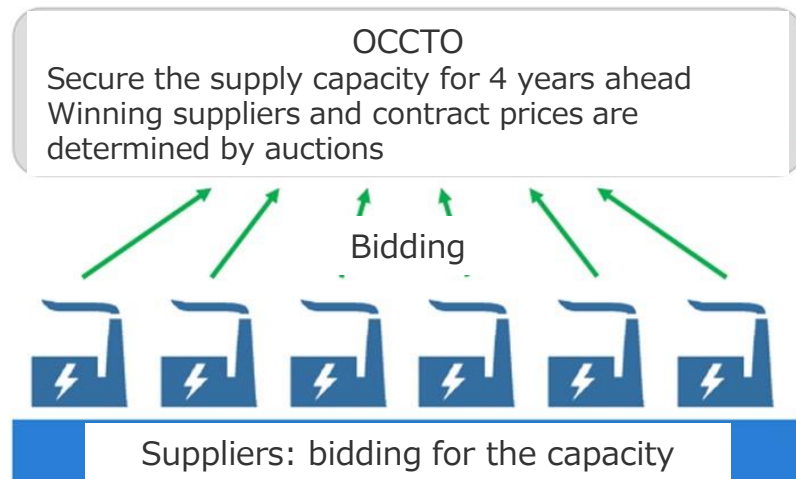 OCCTO
Secure the supply capacity for 4 years ahead
Winning suppliers and contract prices are
determined by auctions
Bidding
Suppliers: bidding for the capacity